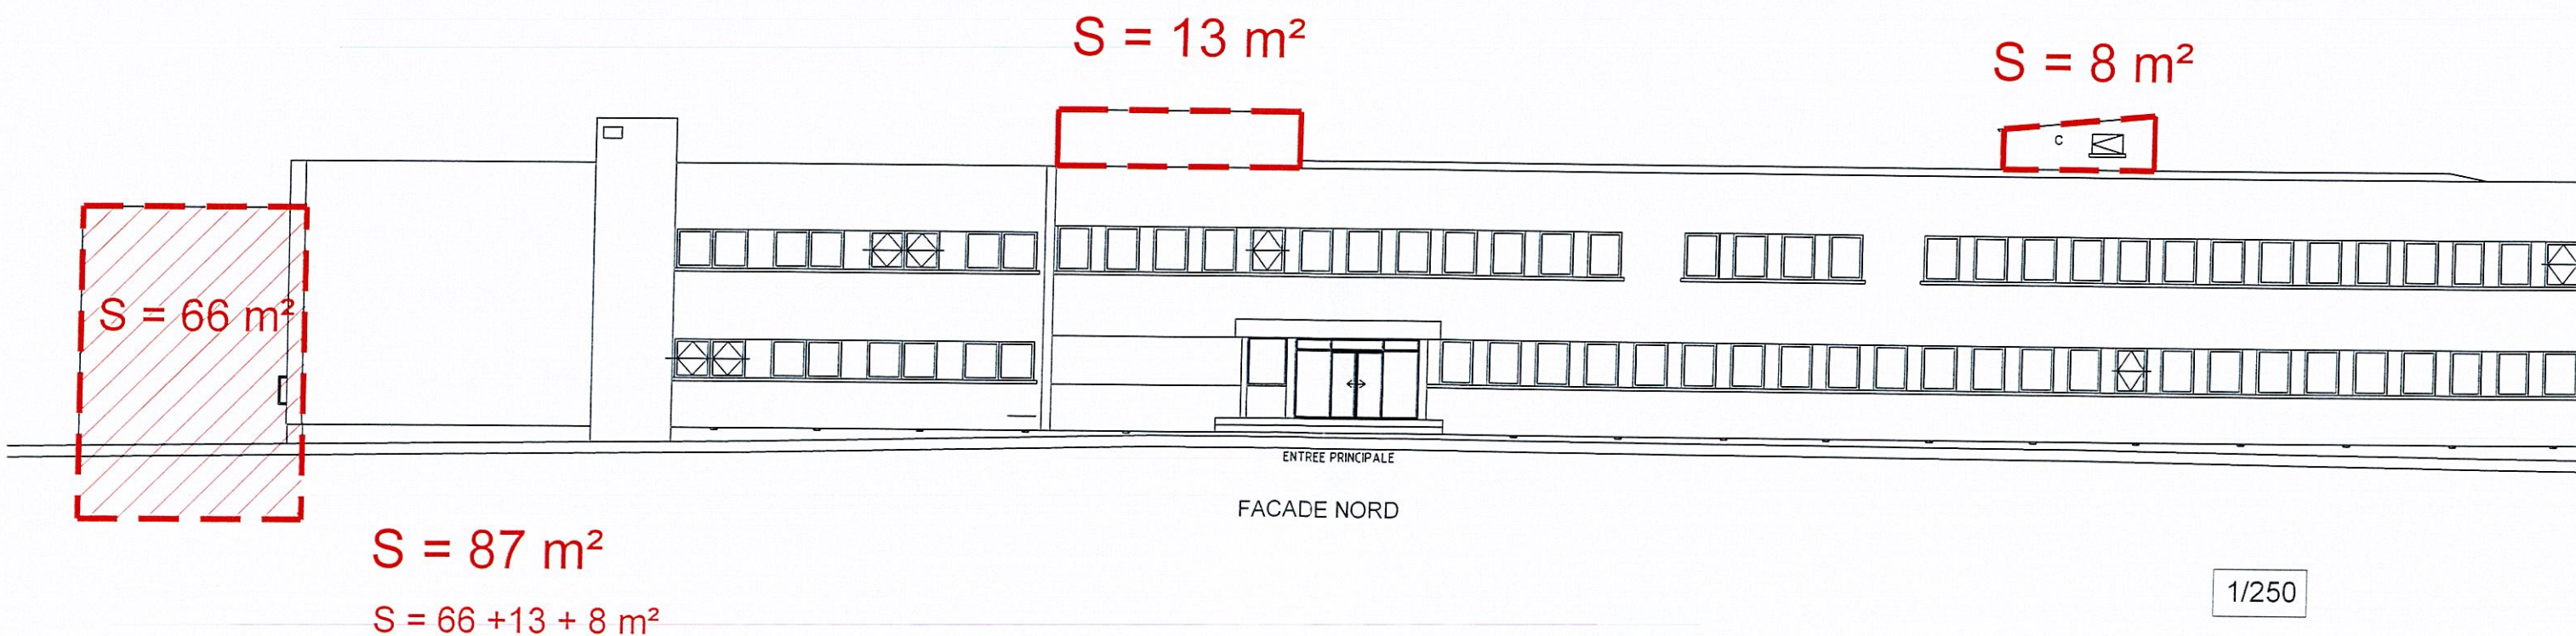 S = 13 m²
S = 8 m²
C
S = 66 m²
ENTREE PRINCIPALE
FACADE NORD
S = 87 m²
1/250
S = 66 +13 + 8 m²